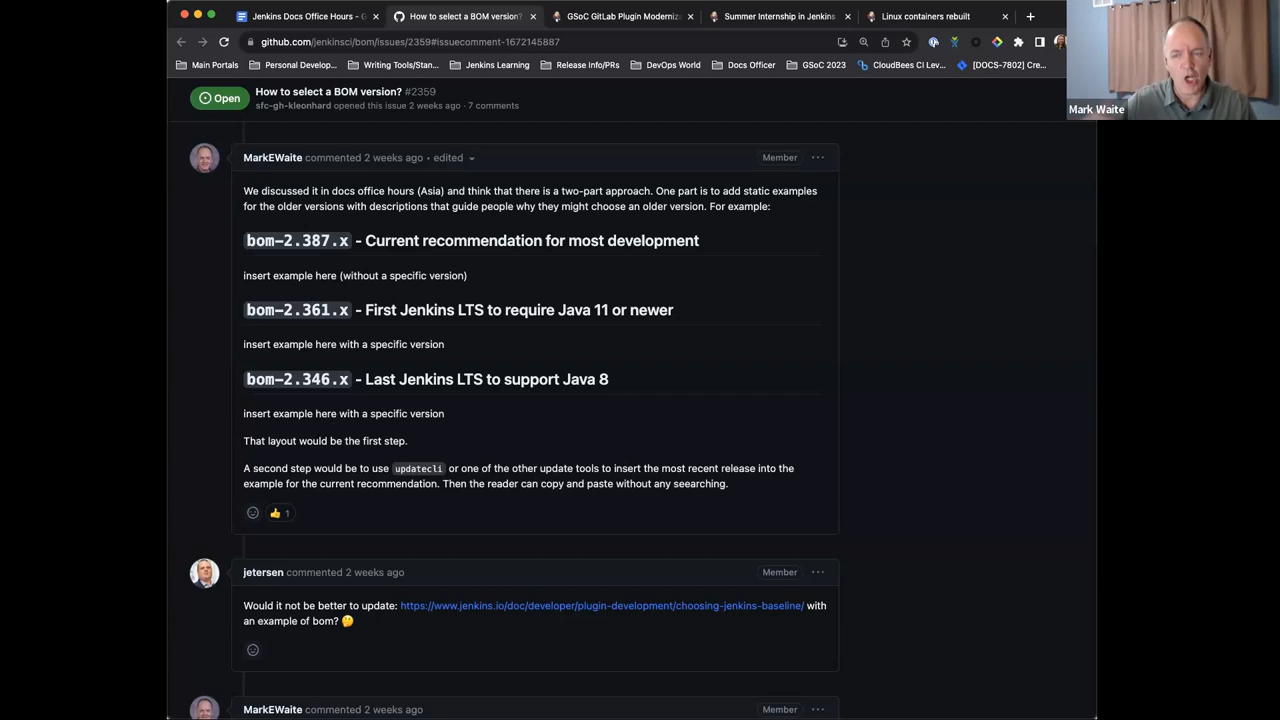 Jenkins Docs Office Hours - G
How to select a BOM version?
GSoC GitLab Plugin Moderniza
Summer Internship in Jenkins
Linux containers rebuilt
github.com/jenkinsci/bom/issues/2359#issuecomment-1672145887
Main Portals
Personal Develop...
Writing Tools/Stan...
Jenkins Learning
Release Info/PRs
DevOps World
Docs Officer
GSoC 2023
CloudBees CI Lev...
[DOCS-7802] Cre...
Mark Waite
Open
How to select a BOM version? #2359
sfc-gh-kleonhard opened this issue 2 weeks ago · 7 comments
MarkEWaite commented 2 weeks ago • edited
Member
We discussed it in docs office hours (Asia) and think that there is a two-part approach. One part is to add static examples
for the older versions with descriptions that guide people why they might choose an older version. For example:
bom-2.387.x - Current recommendation for most development
insert example here (without a specific version)
bom-2.361.x - First Jenkins LTS to require Java 11 or newer
insert example here with a specific version
bom-2.346.x - Last Jenkins LTS to support Java 8
insert example here with a specific version
That layout would be the first step.
A second step would be to use updatecli or one of the other update tools to insert the most recent release into the
example for the current recommendation. Then the reader can copy and paste without any seearching.
1
jetersen commented 2 weeks ago
Member
Would it not be better to update: https://www.jenkins.io/doc/developer/plugin-development/choosing-jenkins-baseline/ with
an example of bom? 🤔
MarkEWaite commented 2 weeks ago
Member